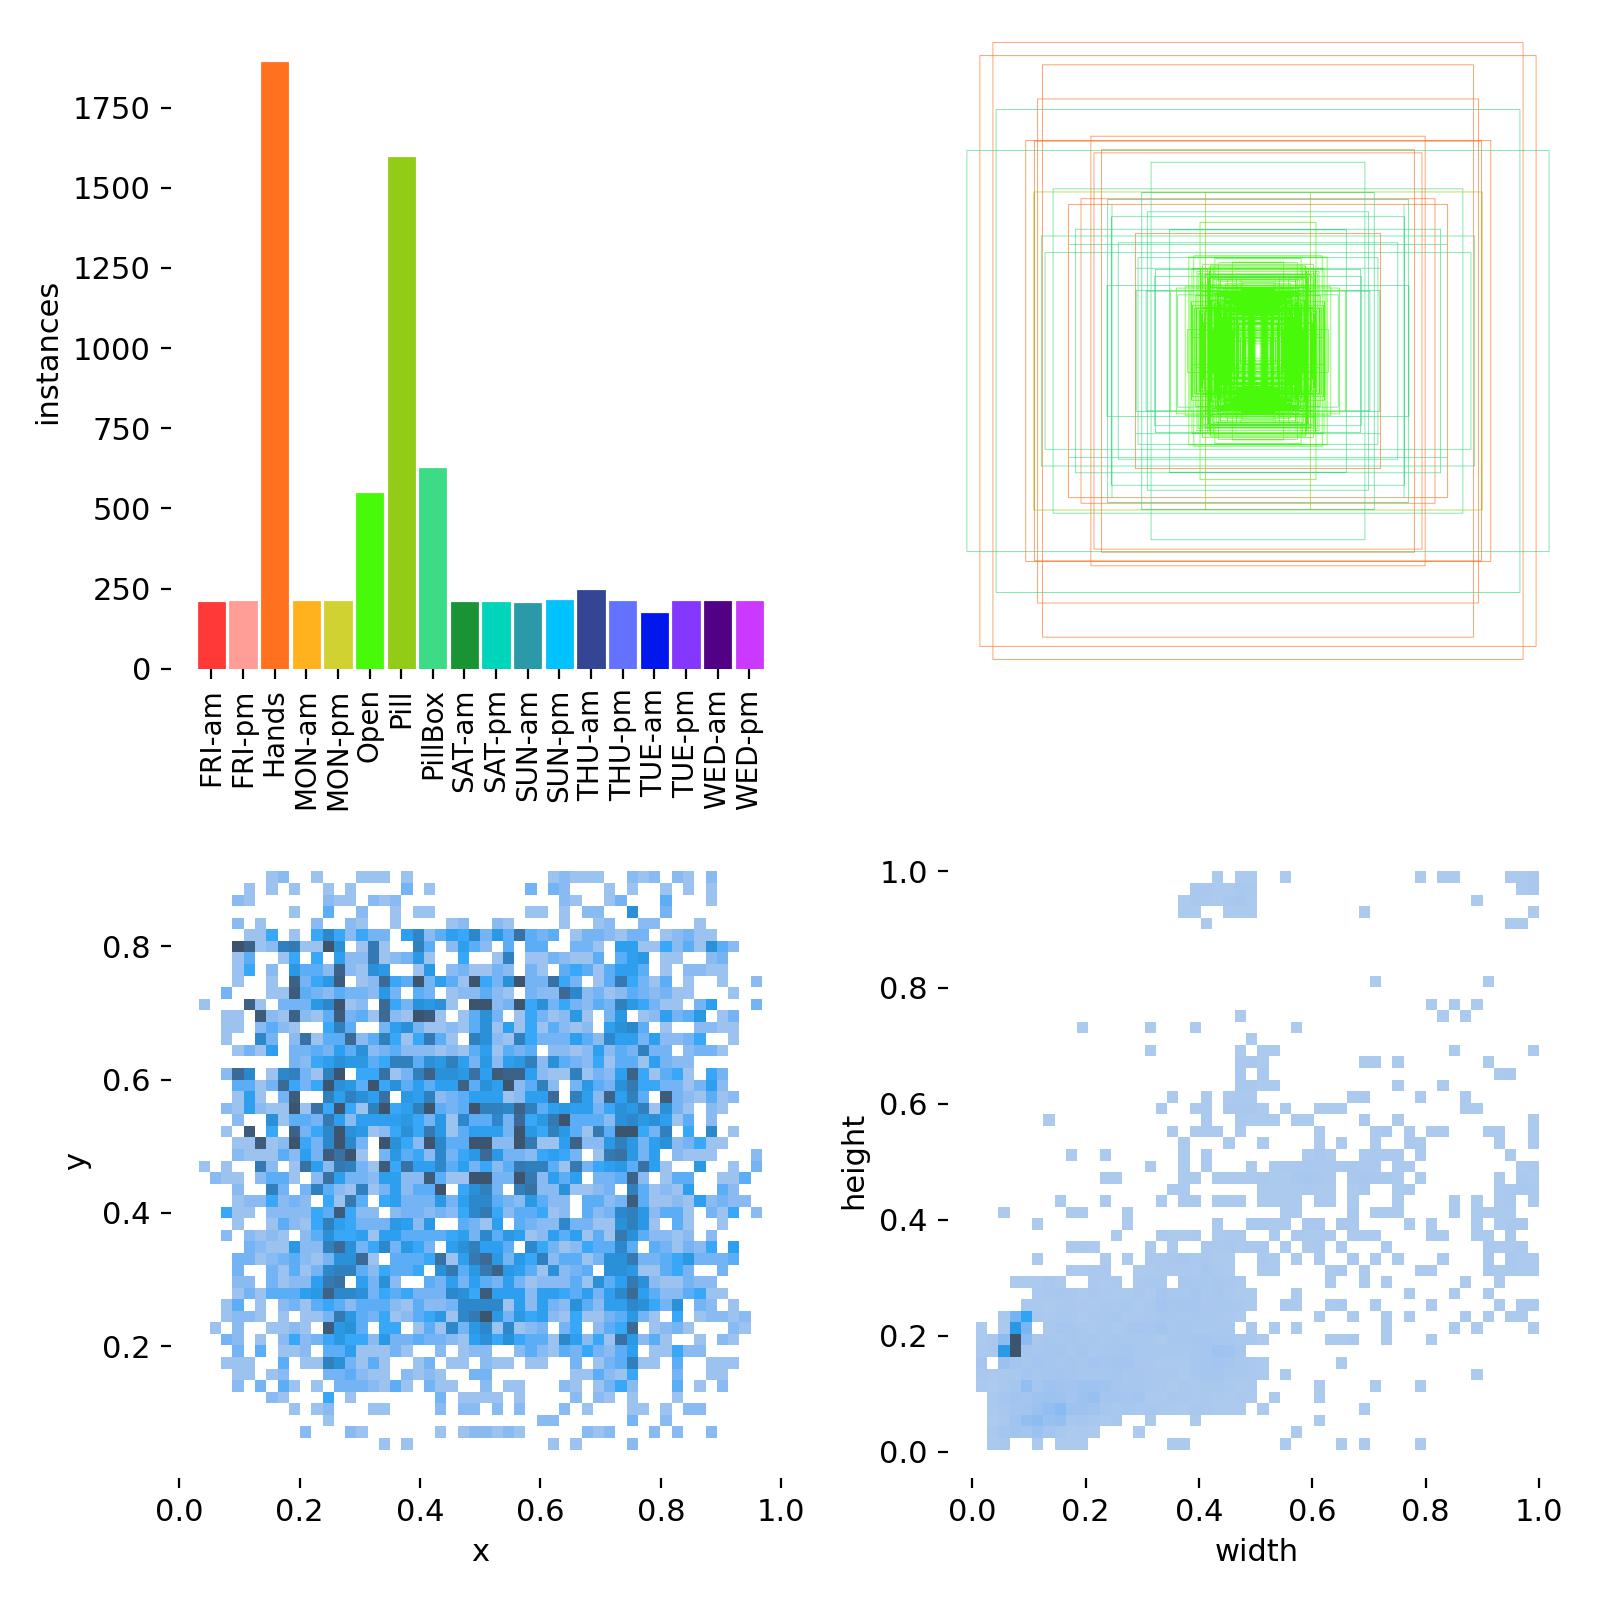 1750
1500
1250
1000
750
500
250
0
instances
FRI-am
FRI-pm
Hands
MON-am
MON-pm
Open
Pill
PillBox
SAT-am
SAT-pm
SUN-am
SUN-pm
THU-am
THU-pm
TUE-am
TUE-pm
WED-am
WED-pm
0.8
0.6
0.4
0.2
y
0.0 0.2 0.4 0.6 0.8 1.0
x
1.0
0.8
0.6
0.4
0.2
0.0
height
0.0 0.2 0.4 0.6 0.8 1.0
width